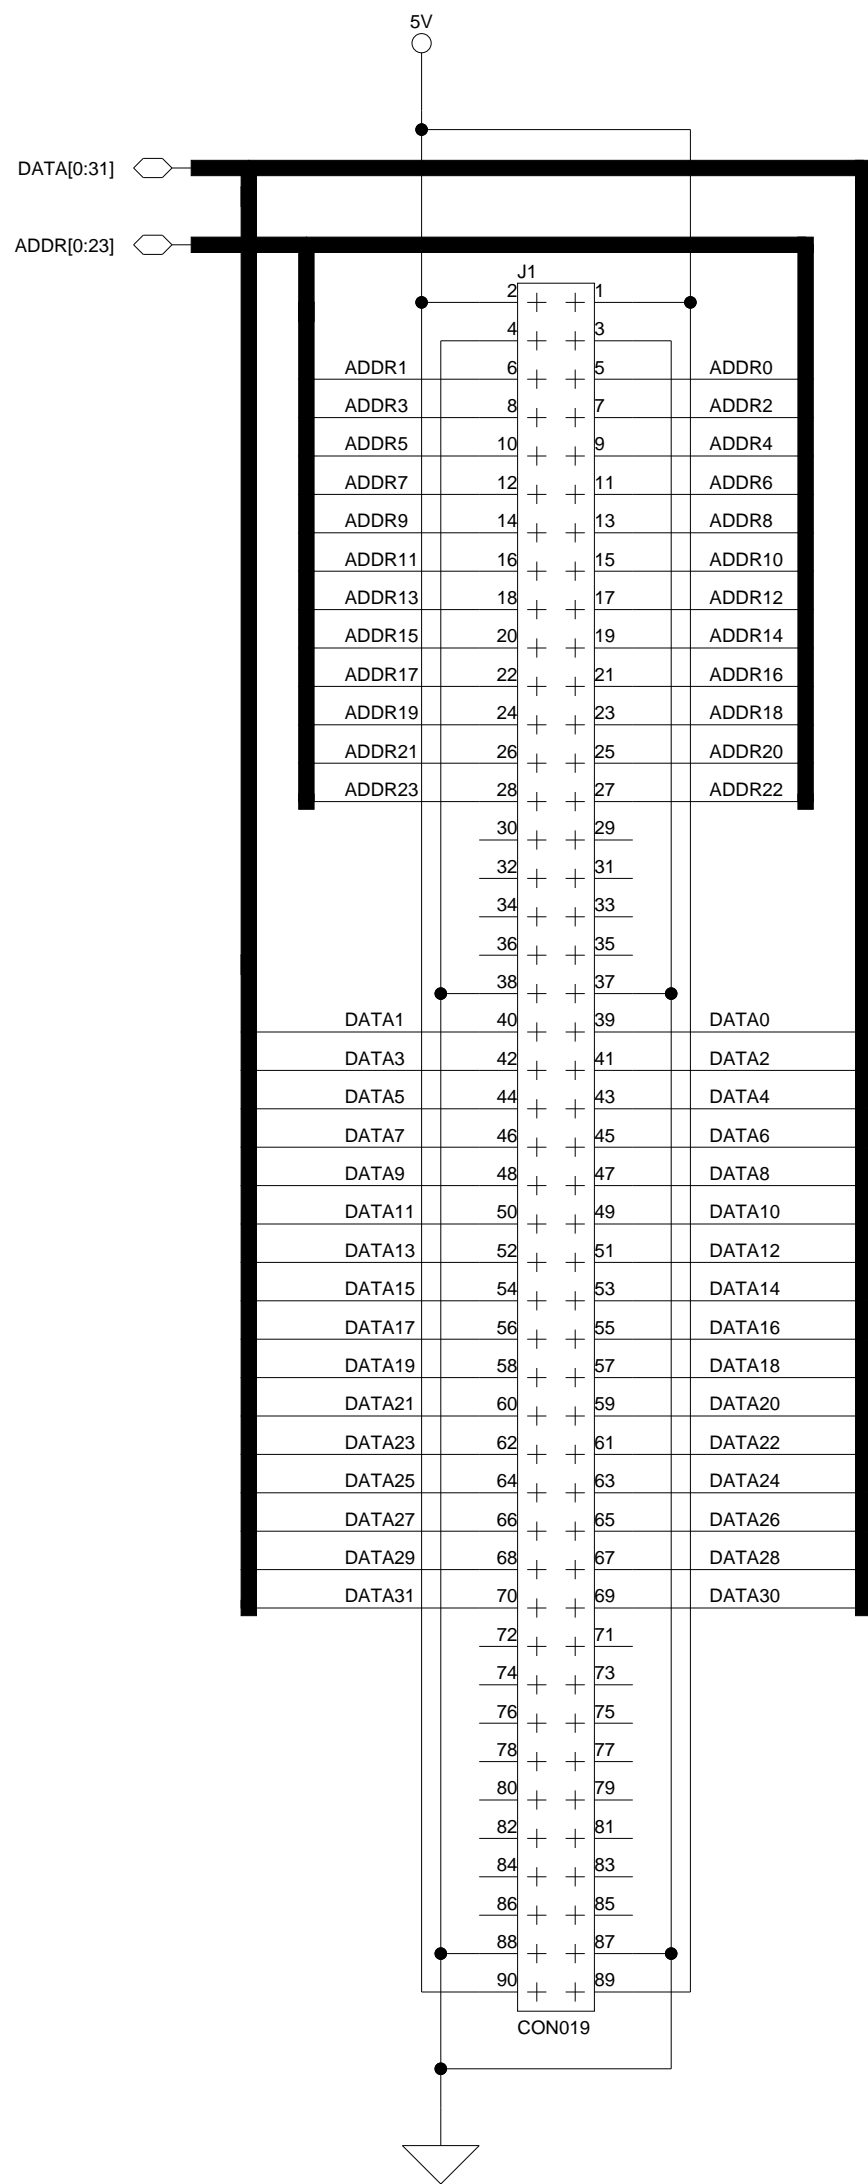 5V
DATA[0:31]
ADDR[0:23]
J1
2 1
4 3
ADDR1 6 5 ADDR0
ADDR3 8 7 ADDR2
ADDR5 10 9 ADDR4
ADDR7 12 11 ADDR6
ADDR9 14 13 ADDR8
ADDR11 16 15 ADDR10
ADDR13 18 17 ADDR12
ADDR15 20 19 ADDR14
ADDR17 22 21 ADDR16
ADDR19 24 23 ADDR18
ADDR21 26 25 ADDR20
ADDR23 28 27 ADDR22
30 29
32 31
34 33
36 35
38 37
DATA1 40 39 DATA0
DATA3 42 41 DATA2
DATA5 44 43 DATA4
DATA7 46 45 DATA6
DATA9 48 47 DATA8
DATA11 50 49 DATA10
DATA13 52 51 DATA12
DATA15 54 53 DATA14
DATA17 56 55 DATA16
DATA19 58 57 DATA18
DATA21 60 59 DATA20
DATA23 62 61 DATA22
DATA25 64 63 DATA24
DATA27 66 65 DATA26
DATA29 68 67 DATA28
DATA31 70 69 DATA30
72 71
74 73
76 75
78 77
80 79
82 81
84 83
86 85
88 87
90 89
CON019